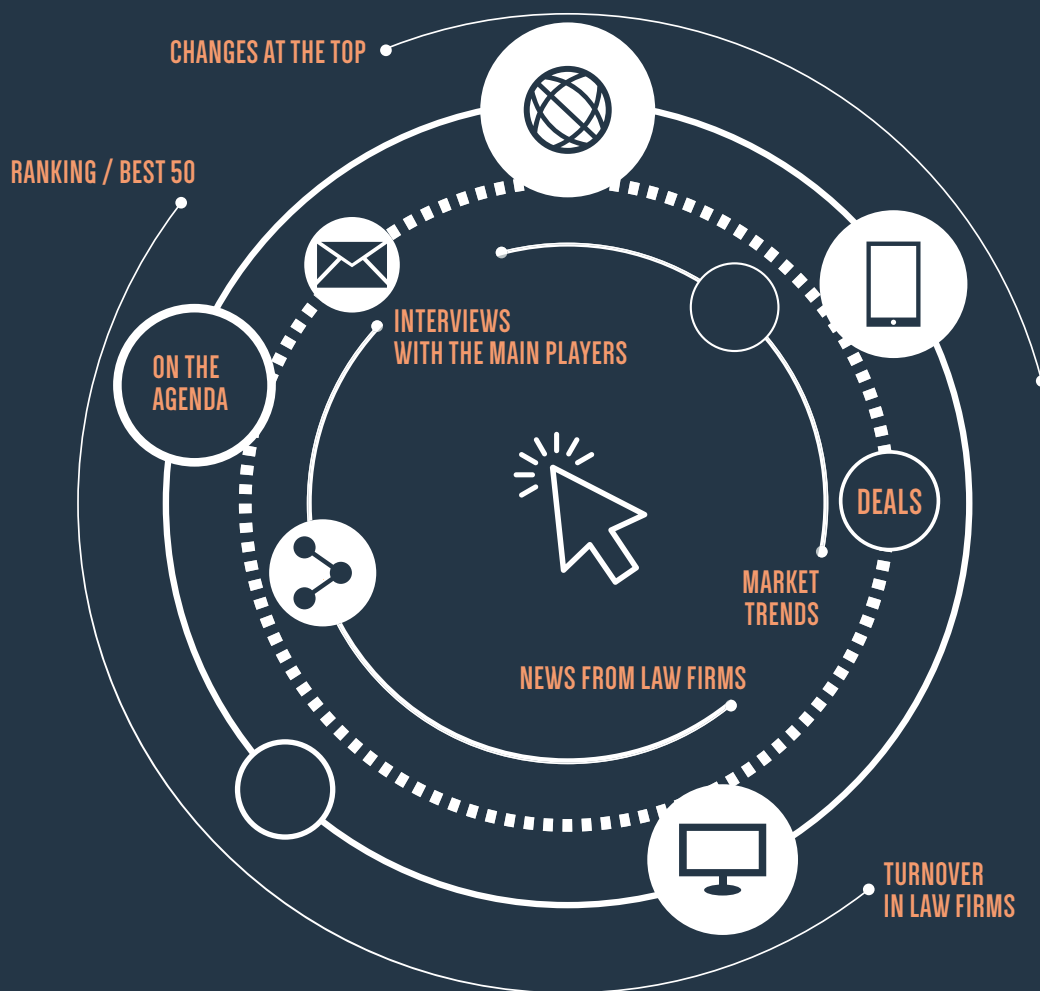 CHANGES AT THE TOP
RANKING / BEST 50
INTERVIEWS
WITH THE MAIN PLAYERS
ON THE
AGENDA
DEALS
MARKET
TRENDS
NEWS FROM LAW FIRMS
TURNOVER
IN LAW FIRMS